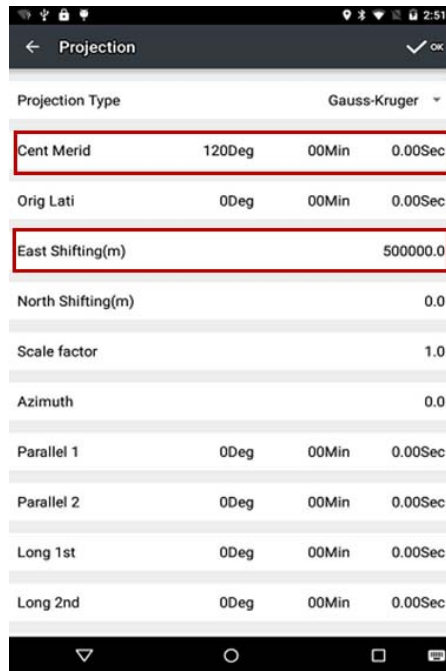 2:51
Projection
OK
Projection Type Gauss-Kruger
Cent Merid 120Deg 00Min 0.00Sec
Orig Lati 0Deg 00Min 0.00Sec
East Shifting(m) 500000.0
North Shifting(m) 0.0
Scale factor 1.0
Azimuth 0.0
Parallel 1 0Deg 00Min 0.00Sec
Parallel 2 0Deg 00Min 0.00Sec
Long 1st 0Deg 00Min 0.00Sec
Long 2nd 0Deg 00Min 0.00Sec